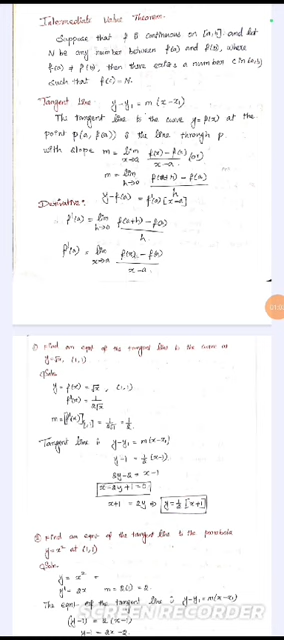 Intermediate Value Theorem.
Suppose that f is continuous on [a,b], and let
N be any number between f(a) and f(b), where
f(a) ≠ f(b), then there exists a number c in (a,b)
such that f(c) = N.
Tangent line : y-y₁ = m(x-x₁)
The tangent line to the curve y=f(x) at the
point P(a, f(a)) is the line through P
with slope m = lim x→a f(x) - f(a) / x-a (or)
m = lim h→0 f(a+h) - f(a) / h
y-f(a) = f'(a)[x-a]
Derivative:
f'(a) = lim h→0 f(a+h) - f(a) / h
f'(a) = lim x→a f(x) - f(a) / x-a
① Find an eqn of the tangent line to the curve at
y=√x, (1,1)
Soln.
y = f(x) = √x , (1,1)
f'(x) = 1/2√x
m = [f'(x)](1,1) = 1/2√1 = 1/2
Tangent line is y-y₁ = m(x-x₁)
y-1 = 1/2 (x-1)
2y-2 = x-1
x-2y+1 = 0
x+1 = 2y ⇒ y = 1/2 [x+1]
② Find an eqn of the tangent line to the parabola
y=x² at (1,1)
Soln.
y = x² =
y' = 2x m = 2(1) = 2.
The eqn of the tangent line is y-y₁ = m(x-x₁)
(y-1) = 2(x-1)
y-1 = 2x-2.
SCREEN RECORDER